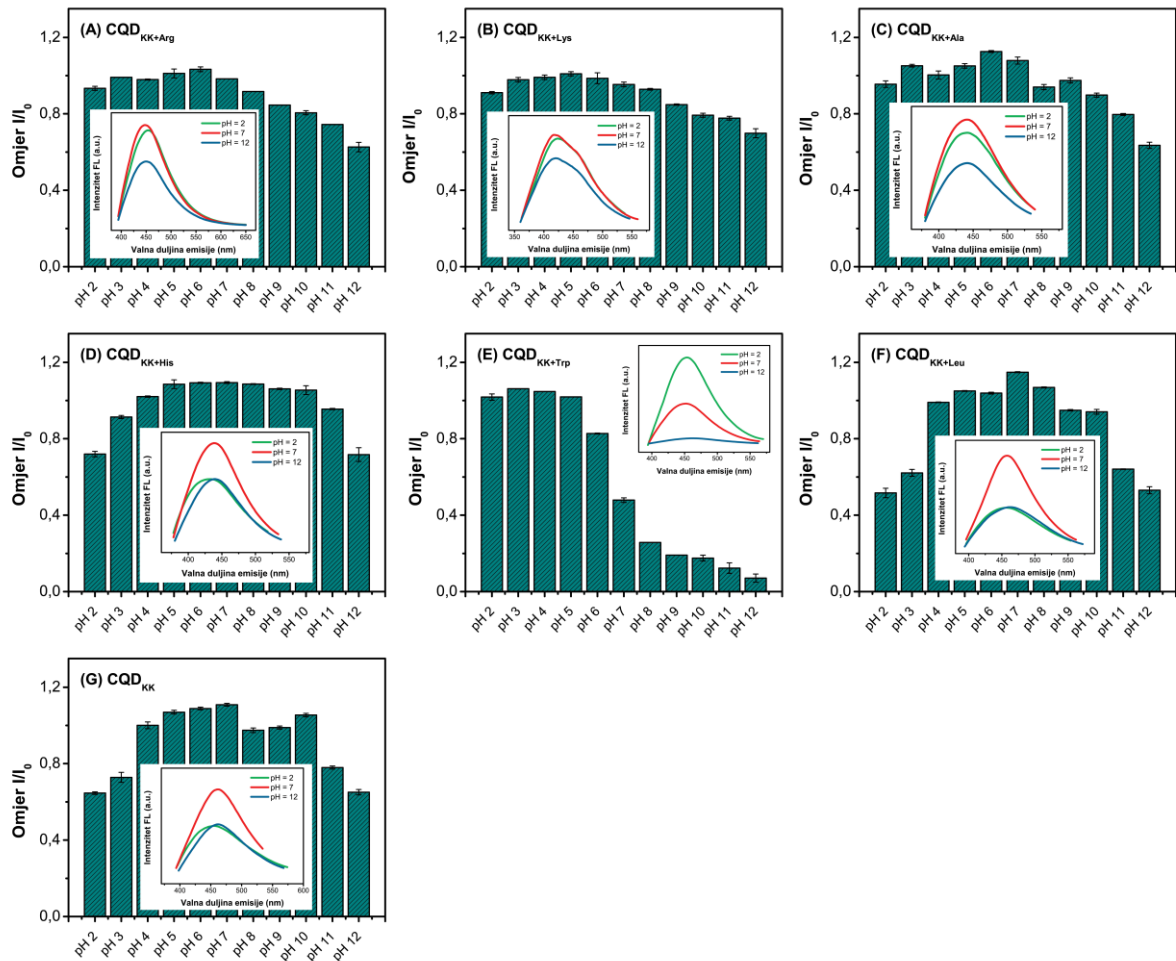 (A) CQD KK+Arg
Omjer I/I0
1,2
0,8
0,4
0,0
Intenzitet FL (a.u.)
pH = 2
pH = 7
pH = 12
400 450 500 550 600 650
Valna duljina emisije (nm)
pH 2 pH 3 pH 4 pH 5 pH 6 pH 7 pH 8 pH 9 pH 10 pH 11 pH 12
(B) CQD KK+Lys
Omjer I/I0
1,2
0,8
0,4
0,0
Intenzitet FL (a.u.)
pH = 2
pH = 7
pH = 12
350 400 450 500 550
Valna duljina emisije (nm)
pH 2 pH 3 pH 4 pH 5 pH 6 pH 7 pH 8 pH 9 pH 10 pH 11 pH 12
(C) CQD KK+Ala
Omjer I/I0
1,2
0,8
0,4
0,0
Intenzitet FL (a.u.)
pH = 2
pH = 7
pH = 12
400 450 500 550
Valna duljina emisije (nm)
pH 2 pH 3 pH 4 pH 5 pH 6 pH 7 pH 8 pH 9 pH 10 pH 11 pH 12
(D) CQD KK+His
Omjer I/I0
1,2
0,8
0,4
0,0
Intenzitet FL (a.u.)
pH = 2
pH = 7
pH = 12
400 450 500 550
Valna duljina emisije (nm)
pH 2 pH 3 pH 4 pH 5 pH 6 pH 7 pH 8 pH 9 pH 10 pH 11 pH 12
(E) CQD KK+Trp
Omjer I/I0
1,2
0,8
0,4
0,0
Intenzitet FL (a.u.)
pH = 2
pH = 7
pH = 12
400 450 500 550
Valna duljina emisije (nm)
pH 2 pH 3 pH 4 pH 5 pH 6 pH 7 pH 8 pH 9 pH 10 pH 11 pH 12
(F) CQD KK+Leu
Omjer I/I0
1,2
0,8
0,4
0,0
Intenzitet FL (a.u.)
pH = 2
pH = 7
pH = 12
400 450 500 550
Valna duljina emisije (nm)
pH 2 pH 3 pH 4 pH 5 pH 6 pH 7 pH 8 pH 9 pH 10 pH 11 pH 12
(G) CQD KK
Omjer I/I0
1,2
0,8
0,4
0,0
Intenzitet FL (a.u.)
pH = 2
pH = 7
pH = 12
400 450 500 550 600
Valna duljina emisije (nm)
pH 2 pH 3 pH 4 pH 5 pH 6 pH 7 pH 8 pH 9 pH 10 pH 11 pH 12